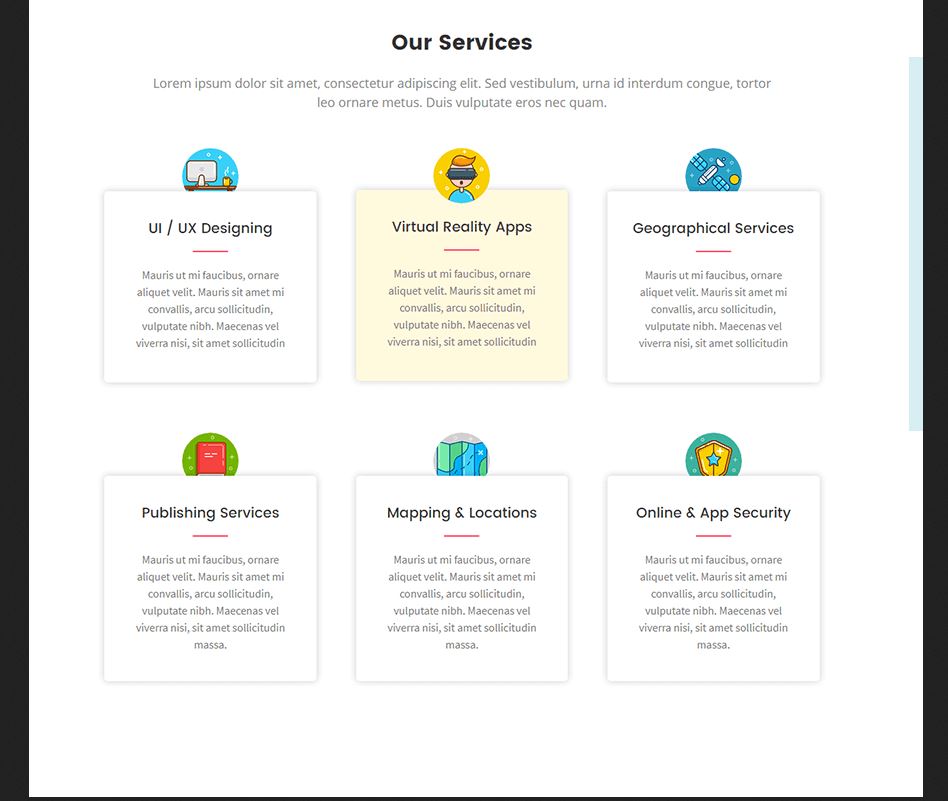 Our Services
Lorem ipsum dolor sit amet, consectetur adipiscing elit. Sed vestibulum, urna id interdum congue, tortor
leo ornare metus. Duis vulputate eros nec quam.
UI / UX Designing
Mauris ut mi faucibus, ornare
aliquet velit. Mauris sit amet mi
convallis, arcu sollicitudin,
vulputate nibh. Maecenas vel
viverra nisi, sit amet sollicitudin
Virtual Reality Apps
Mauris ut mi faucibus, ornare
aliquet velit. Mauris sit amet mi
convallis, arcu sollicitudin,
vulputate nibh. Maecenas vel
viverra nisi, sit amet sollicitudin
Geographical Services
Mauris ut mi faucibus, ornare
aliquet velit. Mauris sit amet mi
convallis, arcu sollicitudin,
vulputate nibh. Maecenas vel
viverra nisi, sit amet sollicitudin
Publishing Services
Mauris ut mi faucibus, ornare
aliquet velit. Mauris sit amet mi
convallis, arcu sollicitudin,
vulputate nibh. Maecenas vel
viverra nisi, sit amet sollicitudin
massa.
Mapping & Locations
Mauris ut mi faucibus, ornare
aliquet velit. Mauris sit amet mi
convallis, arcu sollicitudin,
vulputate nibh. Maecenas vel
viverra nisi, sit amet sollicitudin
massa.
Online & App Security
Mauris ut mi faucibus, ornare
aliquet velit. Mauris sit amet mi
convallis, arcu sollicitudin,
vulputate nibh. Maecenas vel
viverra nisi, sit amet sollicitudin
massa.